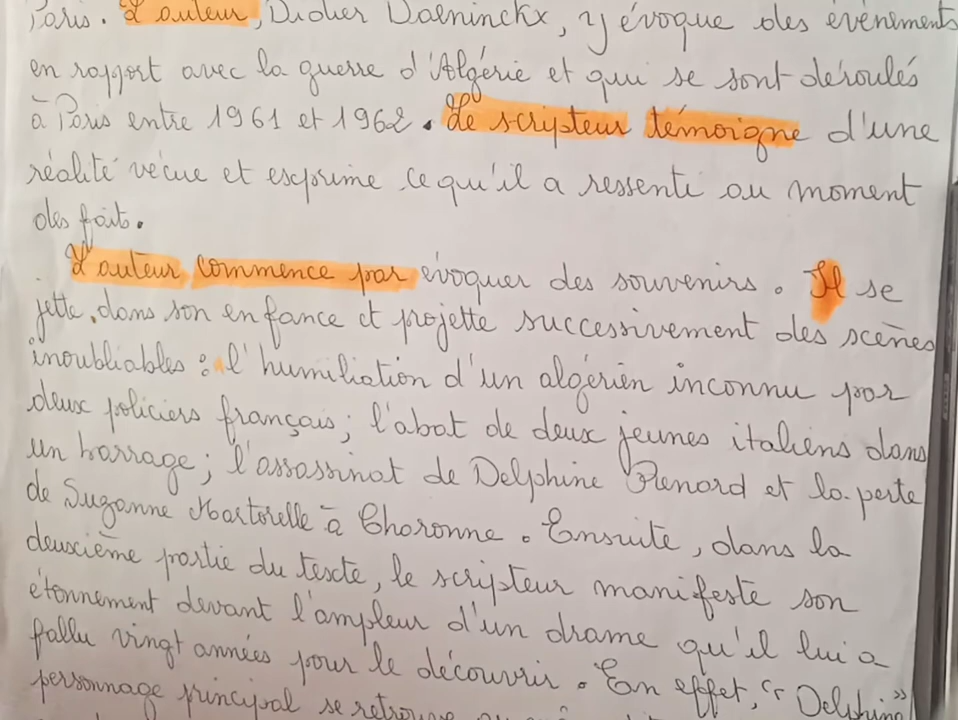 Paris. L'auteur, Didier Daeninckx, y évoque des évènements
en rapport avec la guerre d'Algérie et qui se sont déroulés
à Paris entre 1961 et 1962. Le scripteur témoigne d'une
réalité vécue et exprime ce qu'il a ressenti au moment
des faits.
L'auteur commence par évoquer des souvenirs. Il se
jette dans son enfance et projette successivement des scènes
inoubliables : l'humiliation d'un algérien inconnu par
deux policiers français ; l'abat de deux jeunes italiens dans
un barrage ; l'assassinat de Delphine Renard et la perte
de Suzanne Martorelle à Charonne. Ensuite, dans la
deuxième partie du texte, le scripteur manifeste son
étonnement devant l'ampleur d'un drame qu'il lui a
fallu vingt années pour le découvrir. En effet, "Delphine"
personnage principal se retrouve